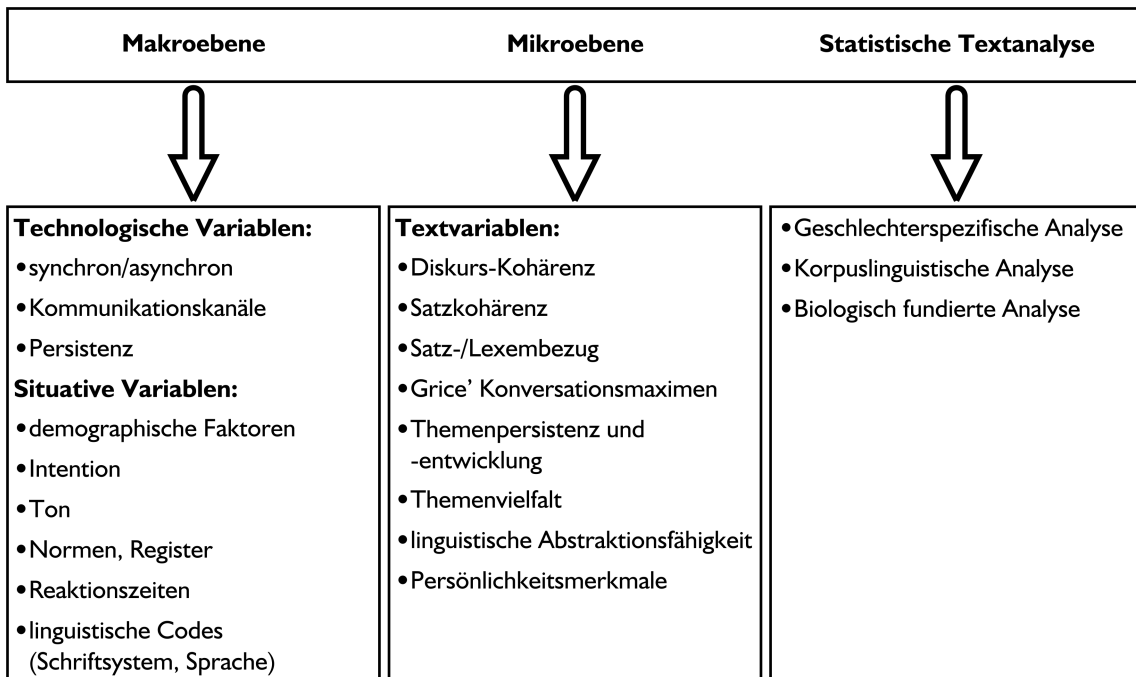 Makroebene
Mikroebene
Statistische Textanalyse
Technologische Variablen:
•synchron/asynchron
•Kommunikationskanäle
•Persistenz
Situative Variablen:
•demographische Faktoren
•Intention
•Ton
•Normen, Register
•Reaktionszeiten
•linguistische Codes
(Schriftsystem, Sprache)
Textvariablen:
•Diskurs-Kohärenz
•Satzkohärenz
•Satz-/Lexembezug
•Grice’ Konversationsmaximen
•Themenpersistenz und
-entwicklung
•Themenvielfalt
•linguistische Abstraktionsfähigkeit
•Persönlichkeitsmerkmale
•Geschlechterspezifische Analyse
•Korpuslinguistische Analyse
•Biologisch fundierte Analyse